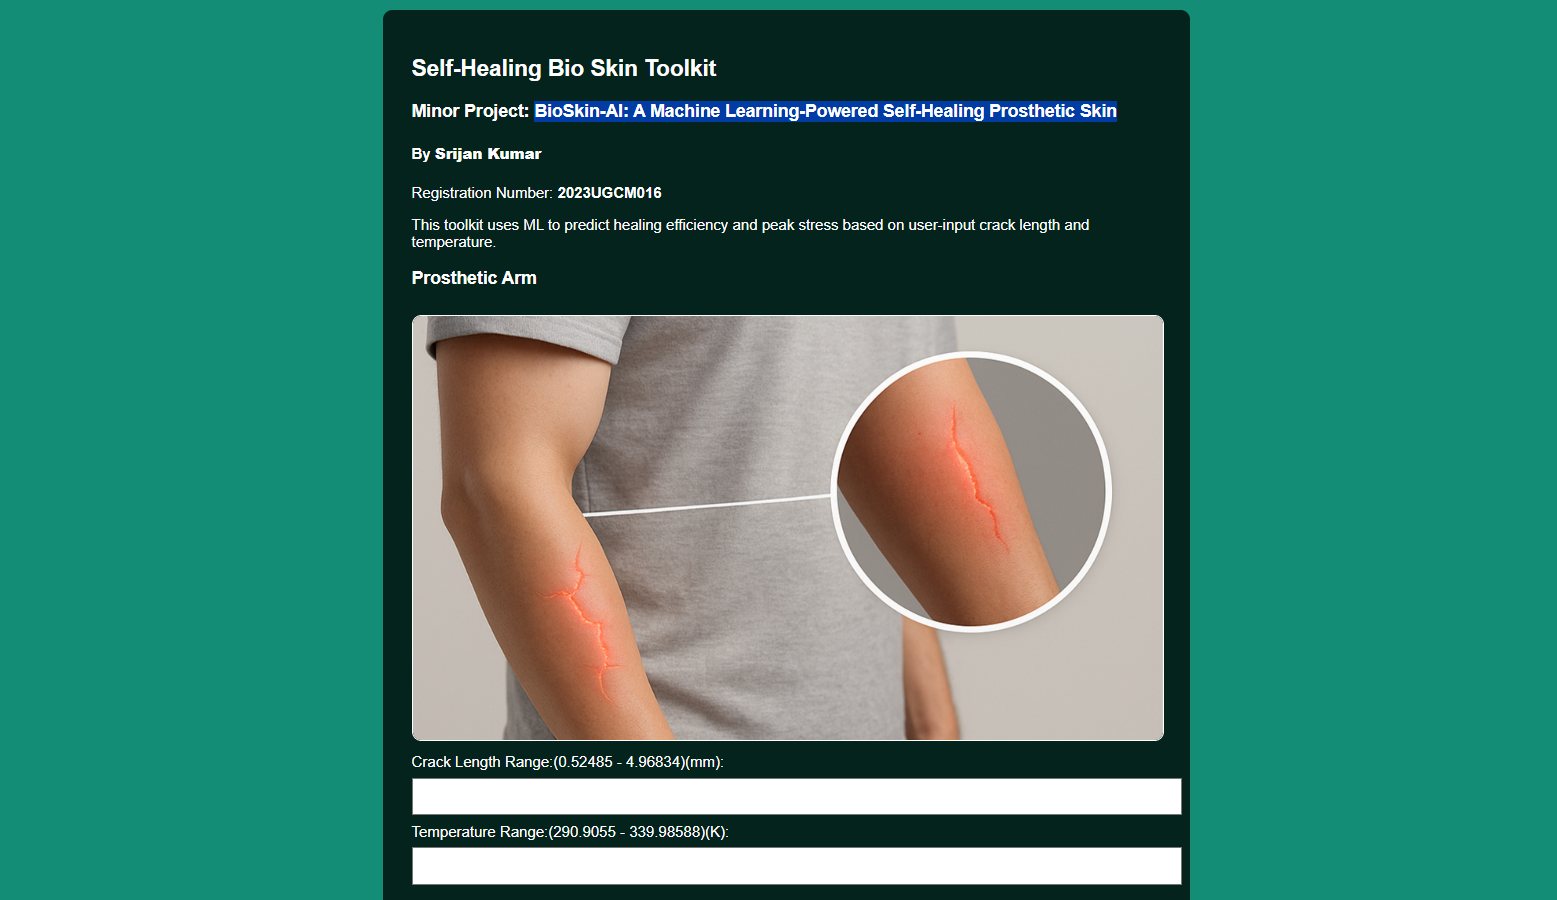 Self-Healing Bio Skin Toolkit
Minor Project: BioSkin-AI: A Machine Learning-Powered Self-Healing Prosthetic Skin
By Srijan Kumar
Registration Number: 2023UGCM016
This toolkit uses ML to predict healing efficiency and peak stress based on user-input crack length and
temperature.
Prosthetic Arm
Crack Length Range:(0.52485 - 4.96834)(mm):
Temperature Range:(290.9055 - 339.98588)(K):